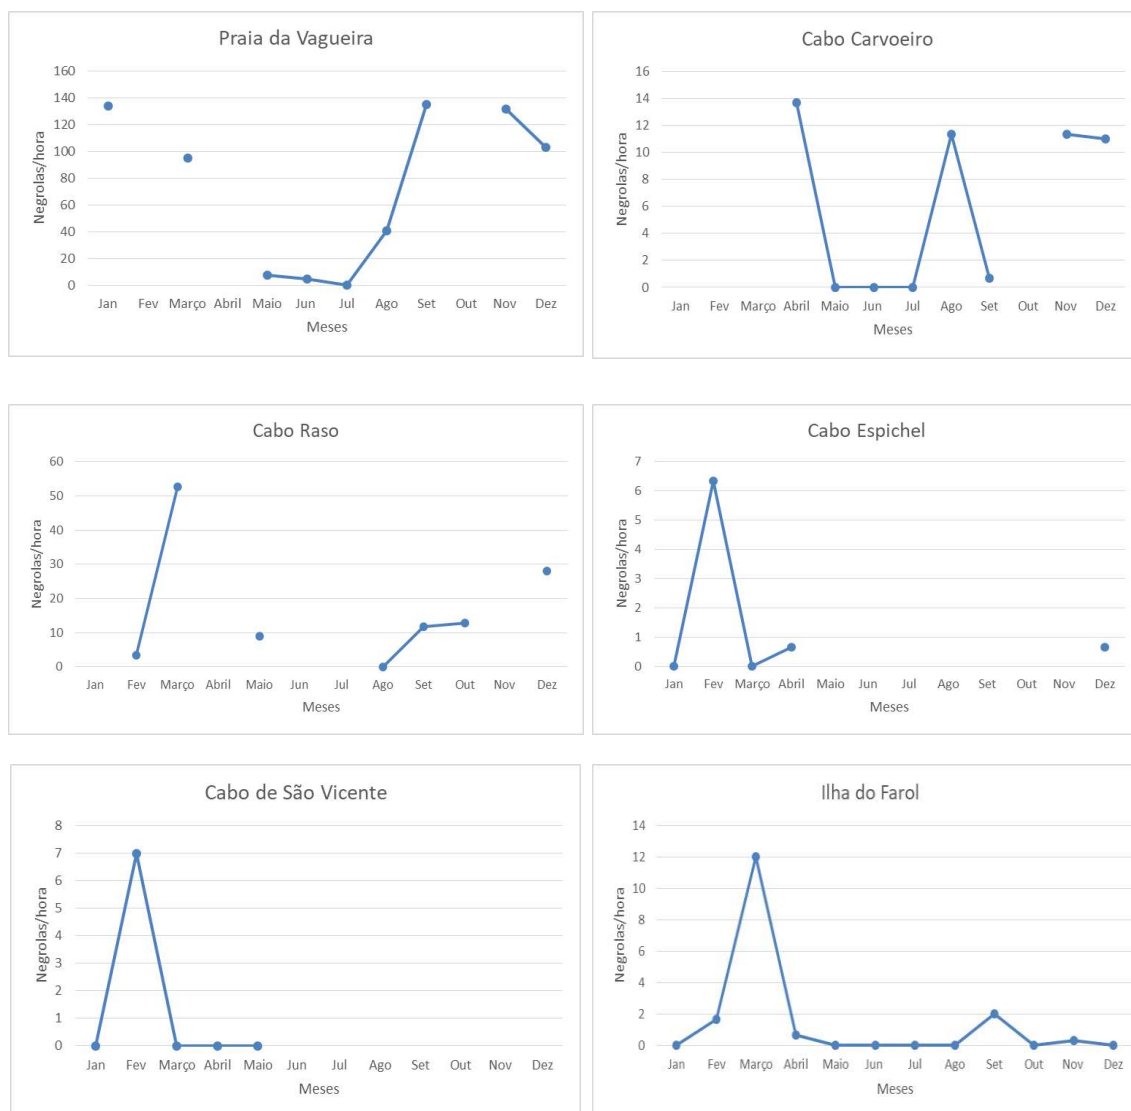 Praia da Vagueira
160
140
120
100
80
60
40
20
0
Negrolas/hora
Jan Fev Março Abril Maio Jun Jul Ago Set Out Nov Dez
Meses
Cabo Carvoeiro
16
14
12
10
8
6
4
2
0
Negrolas/hora
Jan Fev Março Abril Maio Jun Jul Ago Set Out Nov Dez
Meses
Cabo Raso
60
50
40
30
20
10
0
Negrolas/hora
Jan Fev Março Abril Maio Jun Jul Ago Set Out Nov Dez
Meses
Cabo Espichel
7
6
5
4
3
2
1
0
Negrolas/hora
Jan Fev Março Abril Maio Jun Jul Ago Set Out Nov Dez
Meses
Cabo de São Vicente
8
7
6
5
4
3
2
1
0
Negrolas/hora
Jan Fev Março Abril Maio Jun Jul Ago Set Out Nov Dez
Meses
Ilha do Farol
14
12
10
8
6
4
2
0
Negrolas/hora
Jan Fev Março Abril Maio Jun Jul Ago Set Out Nov Dez
Meses